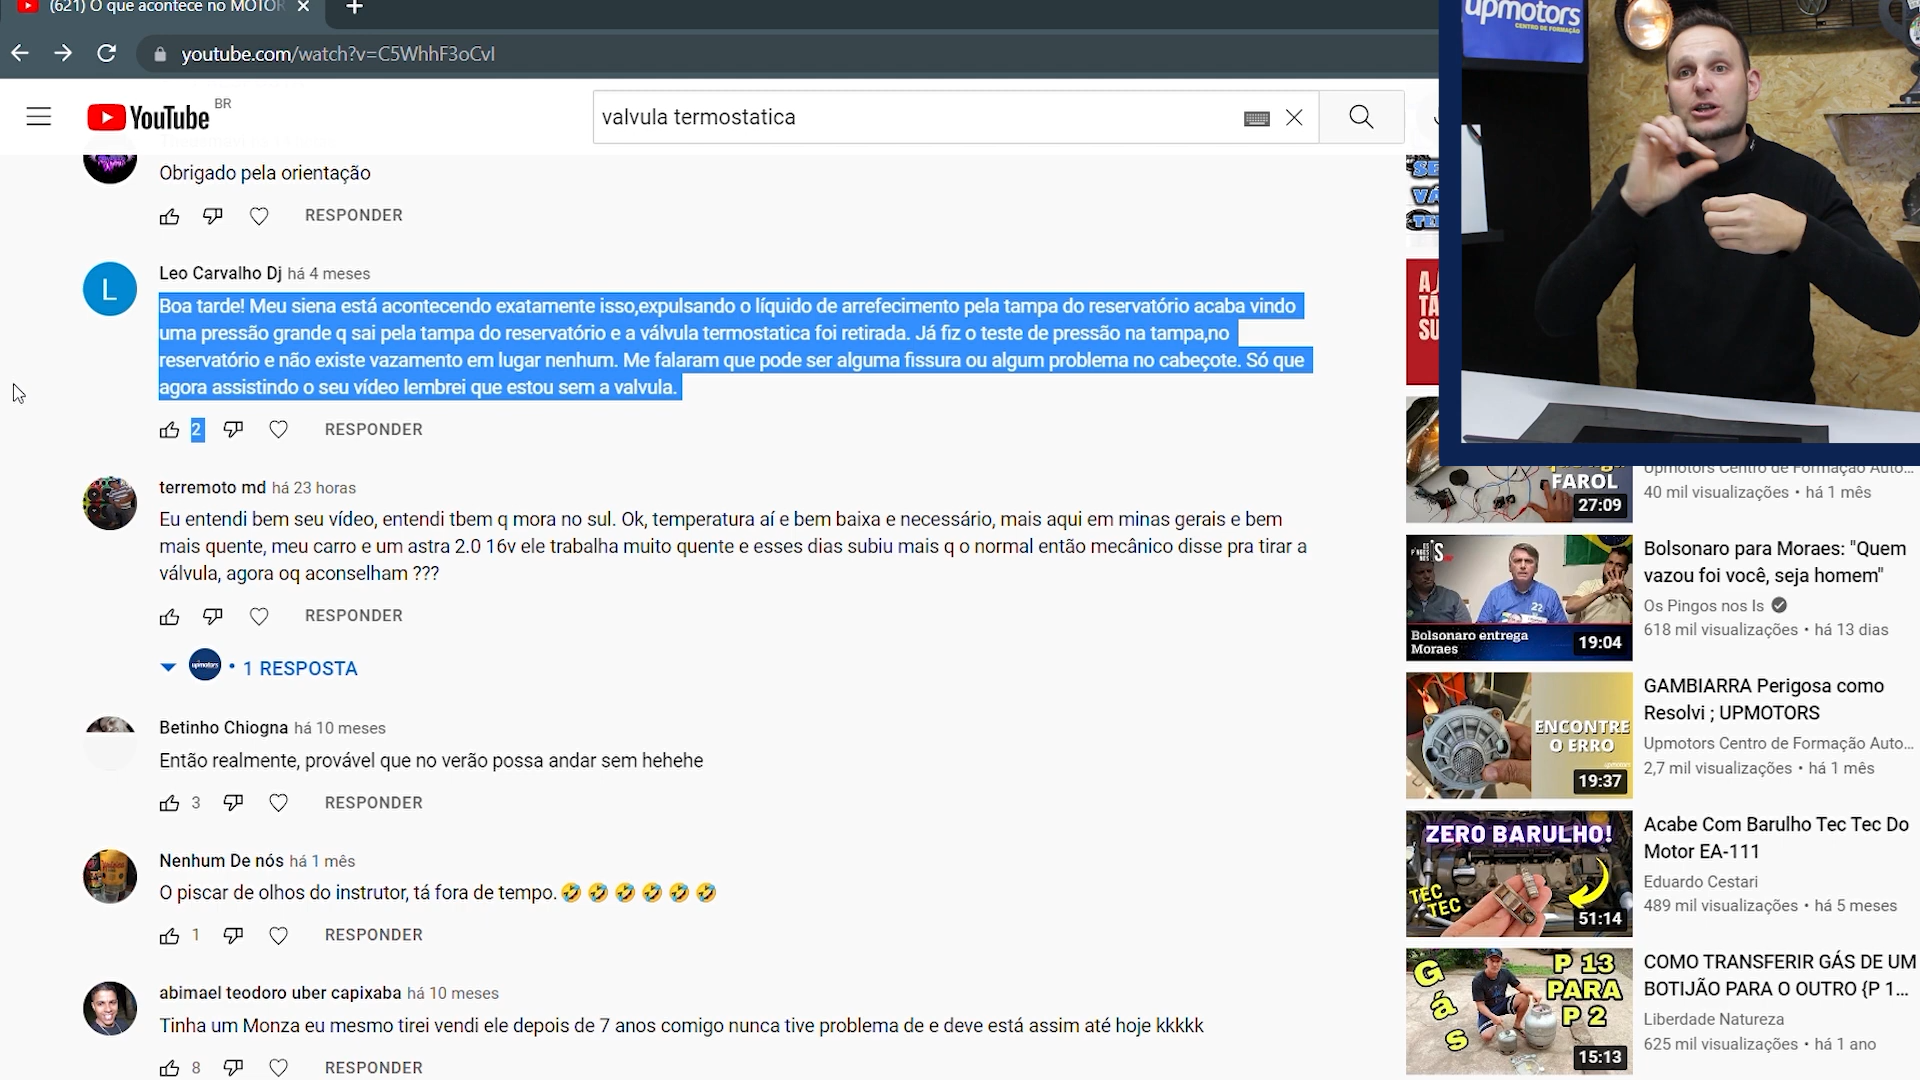 (621) O que acontece no MOTOR
youtube.com/watch?v=C5WhhF3oCvI
YouTube BR
valvula termostatica
Obrigado pela orientação
RESPONDER
L
Leo Carvalho Dj há 4 meses
Boa tarde! Meu siena está acontecendo exatamente isso,expulsando o líquido de arrefecimento pela tampa do reservatório acaba vindo
uma pressão grande q sai pela tampa do reservatório e a válvula termostatica foi retirada. Já fiz o teste de pressão na tampa,no
reservatório e não existe vazamento em lugar nenhum. Me falaram que pode ser alguma fissura ou algum problema no cabeçote. Só que
agora assistindo o seu vídeo lembrei que estou sem a valvula.
2 RESPONDER
terremoto md há 23 horas
Eu entendi bem seu vídeo, entendi tbem q mora no sul. Ok, temperatura aí e bem baixa e necessário, mais aqui em minas gerais e bem
mais quente, meu carro e um astra 2.0 16v ele trabalha muito quente e esses dias subiu mais q o normal então mecânico disse pra tirar a
válvula, agora oq aconselham ???
RESPONDER
upmotors • 1 RESPOSTA
Betinho Chiogna há 10 meses
Então realmente, provável que no verão possa andar sem hehehe
3 RESPONDER
Nenhum De nós há 1 mês
O piscar de olhos do instrutor, tá fora de tempo. 🤣🤣🤣🤣🤣🤣
1 RESPONDER
abimael teodoro uber capixaba há 10 meses
Tinha um Monza eu mesmo tirei vendi ele depois de 7 anos comigo nunca tive problema de e deve está assim até hoje kkkkk
8 RESPONDER
upmotors
CENTRO DE FORMAÇÃO
SE
VÁ
TE
A
TA
SU
FAROL
27:09
Upmotors Centro de Formação Auto...
40 mil visualizações • há 1 mês
22
Bolsonaro entrega
Moraes
19:04
Bolsonaro para Moraes: "Quem
vazou foi você, seja homem"
Os Pingos nos Is
618 mil visualizações • há 13 dias
ENCONTRE
O ERRO
19:37
GAMBIARRA Perigosa como
Resolvi ; UPMOTORS
Upmotors Centro de Formação Auto...
2,7 mil visualizações • há 1 mês
ZERO BARULHO!
TEC
TEC
51:14
Acabe Com Barulho Tec Tec Do
Motor EA-111
Eduardo Cestari
489 mil visualizações • há 5 meses
Gás
P 13
PARA
P 2
15:13
COMO TRANSFERIR GÁS DE UM
BOTIJÃO PARA O OUTRO {P 1...
Liberdade Natureza
625 mil visualizações • há 1 ano